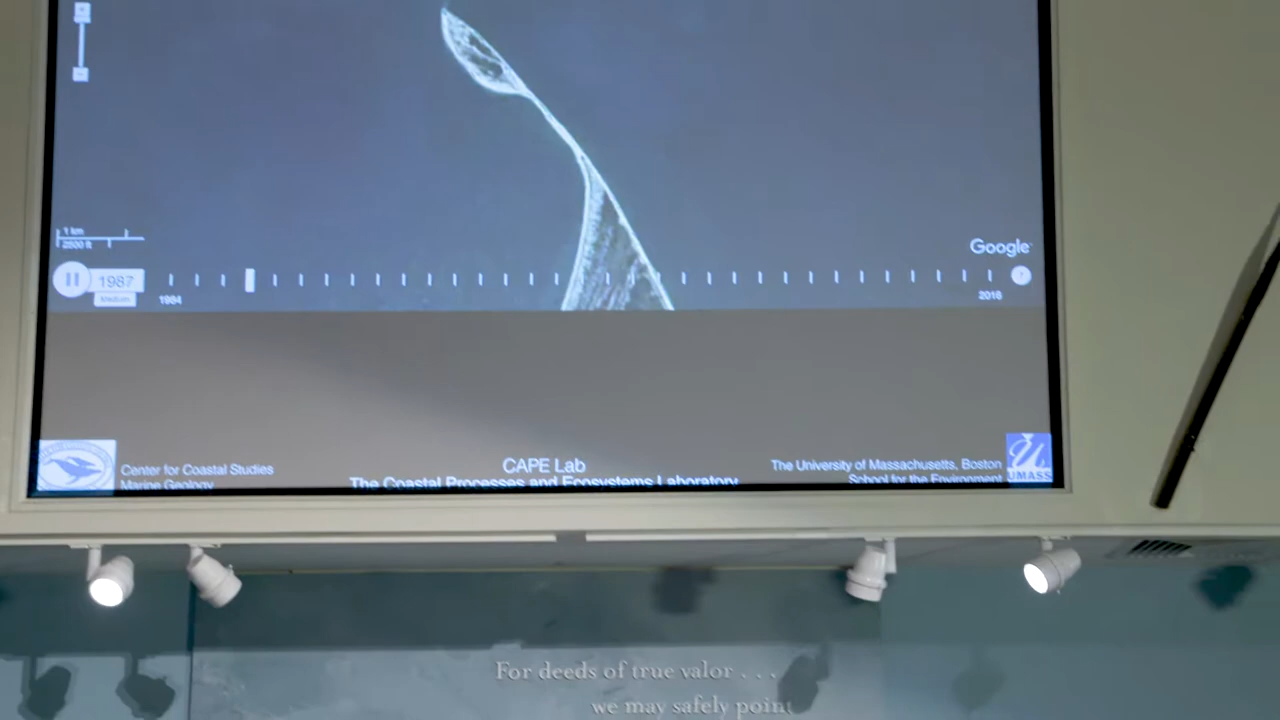 1 km
2500 ft
Google
1987
Medium
1984
2016
Center for Coastal Studies
Marine Geology
CAPE Lab
The Coastal Processes and Ecosystems Laboratory
The University of Massachusetts, Boston
School for the Environment
UMASS
For deeds of true valor . . .
we may safely point